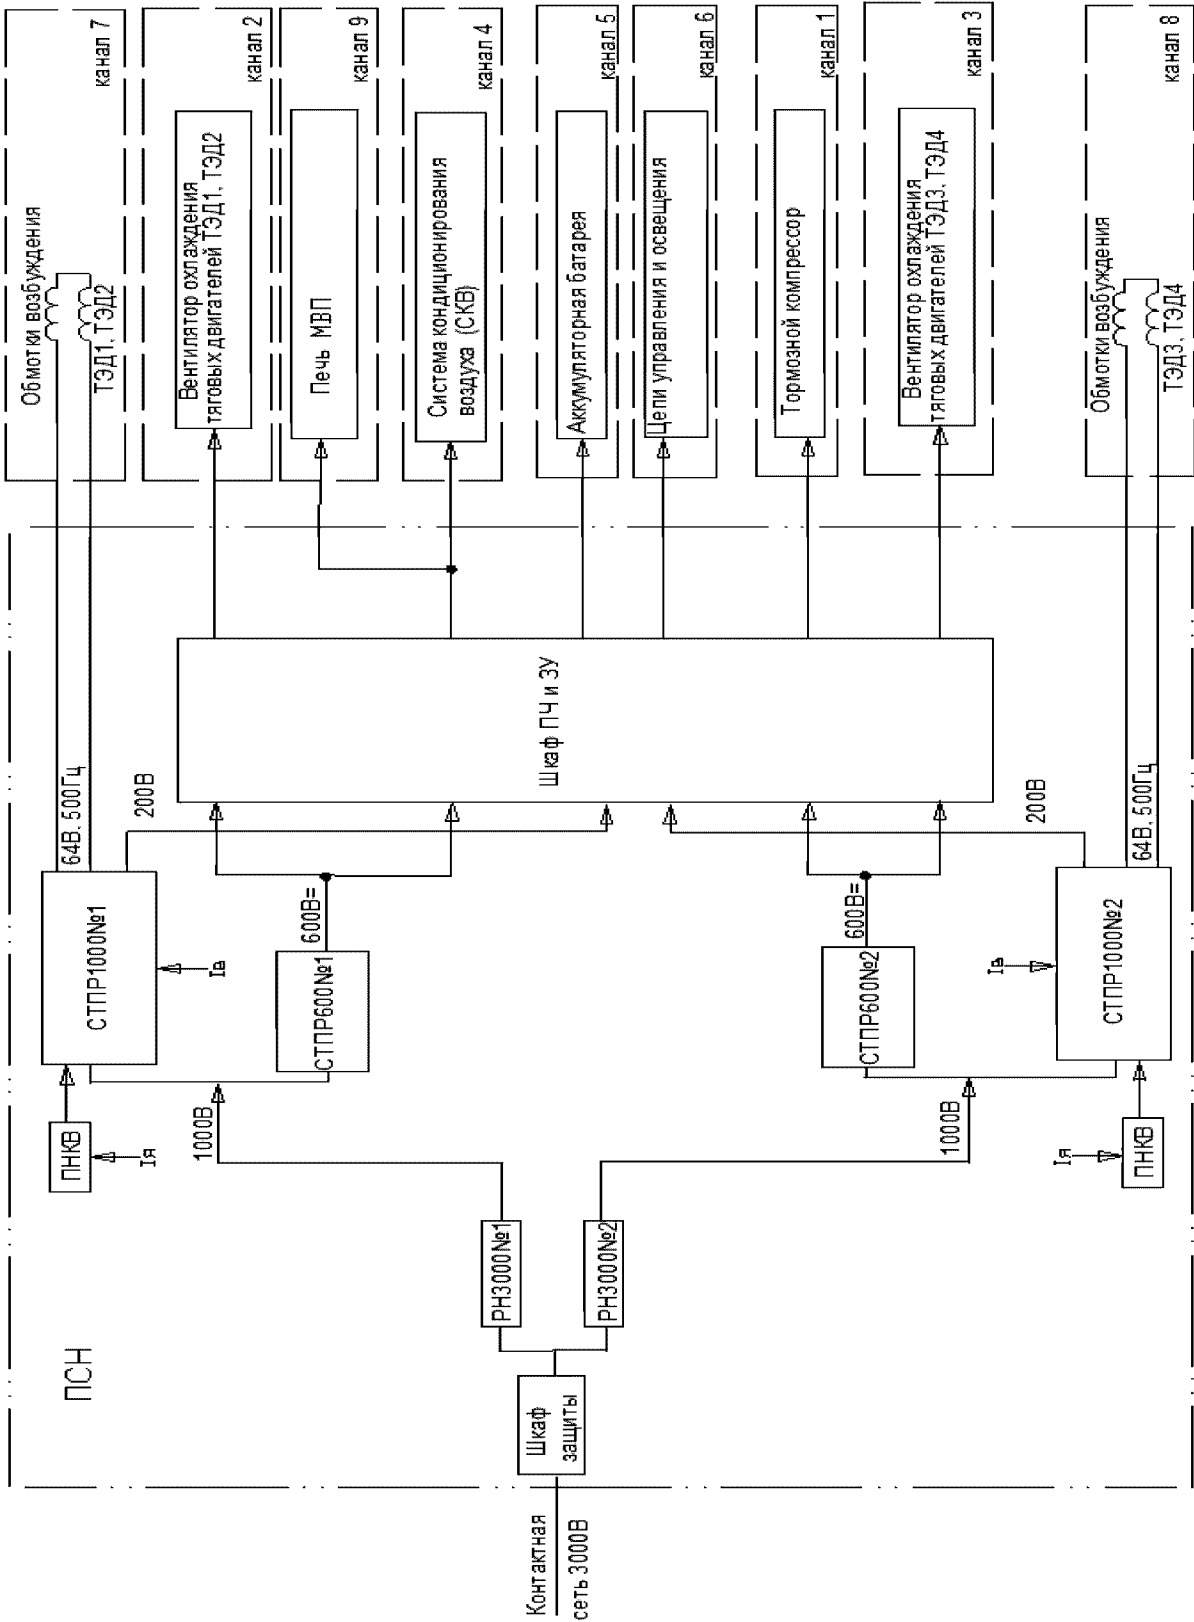 канал 7
Обмотки возбуждения
ТЭД1, ТЭД2
канал 2
Вентилятор охлаждения
тяговых двигателей ТЭД1, ТЭД2
канал 9
Печь МВП
канал 4
Система кондиционирования
воздуха (СКВ)
канал 5
Аккумуляторная батарея
канал 6
Цепи управления и освещения
канал 1
Тормозной компрессор
канал 3
Вентилятор охлаждения
тяговых двигателей ТЭД3, ТЭД4
канал 8
Обмотки возбуждения
ТЭД3, ТЭД4
64В, 500Гц
200В
Шкаф ПЧ и ЗУ
200В
64В, 500Гц
СТПР1000№1
Iв
600В=
СТПР600№1
600В=
СТПР600№2
Iв
СТПР1000№2
ПНКВ
Iя
1000В
1000В
Iя
ПНКВ
РН3000№1
РН3000№2
ПСН
Шкаф
защиты
Контактная
сеть 3000В